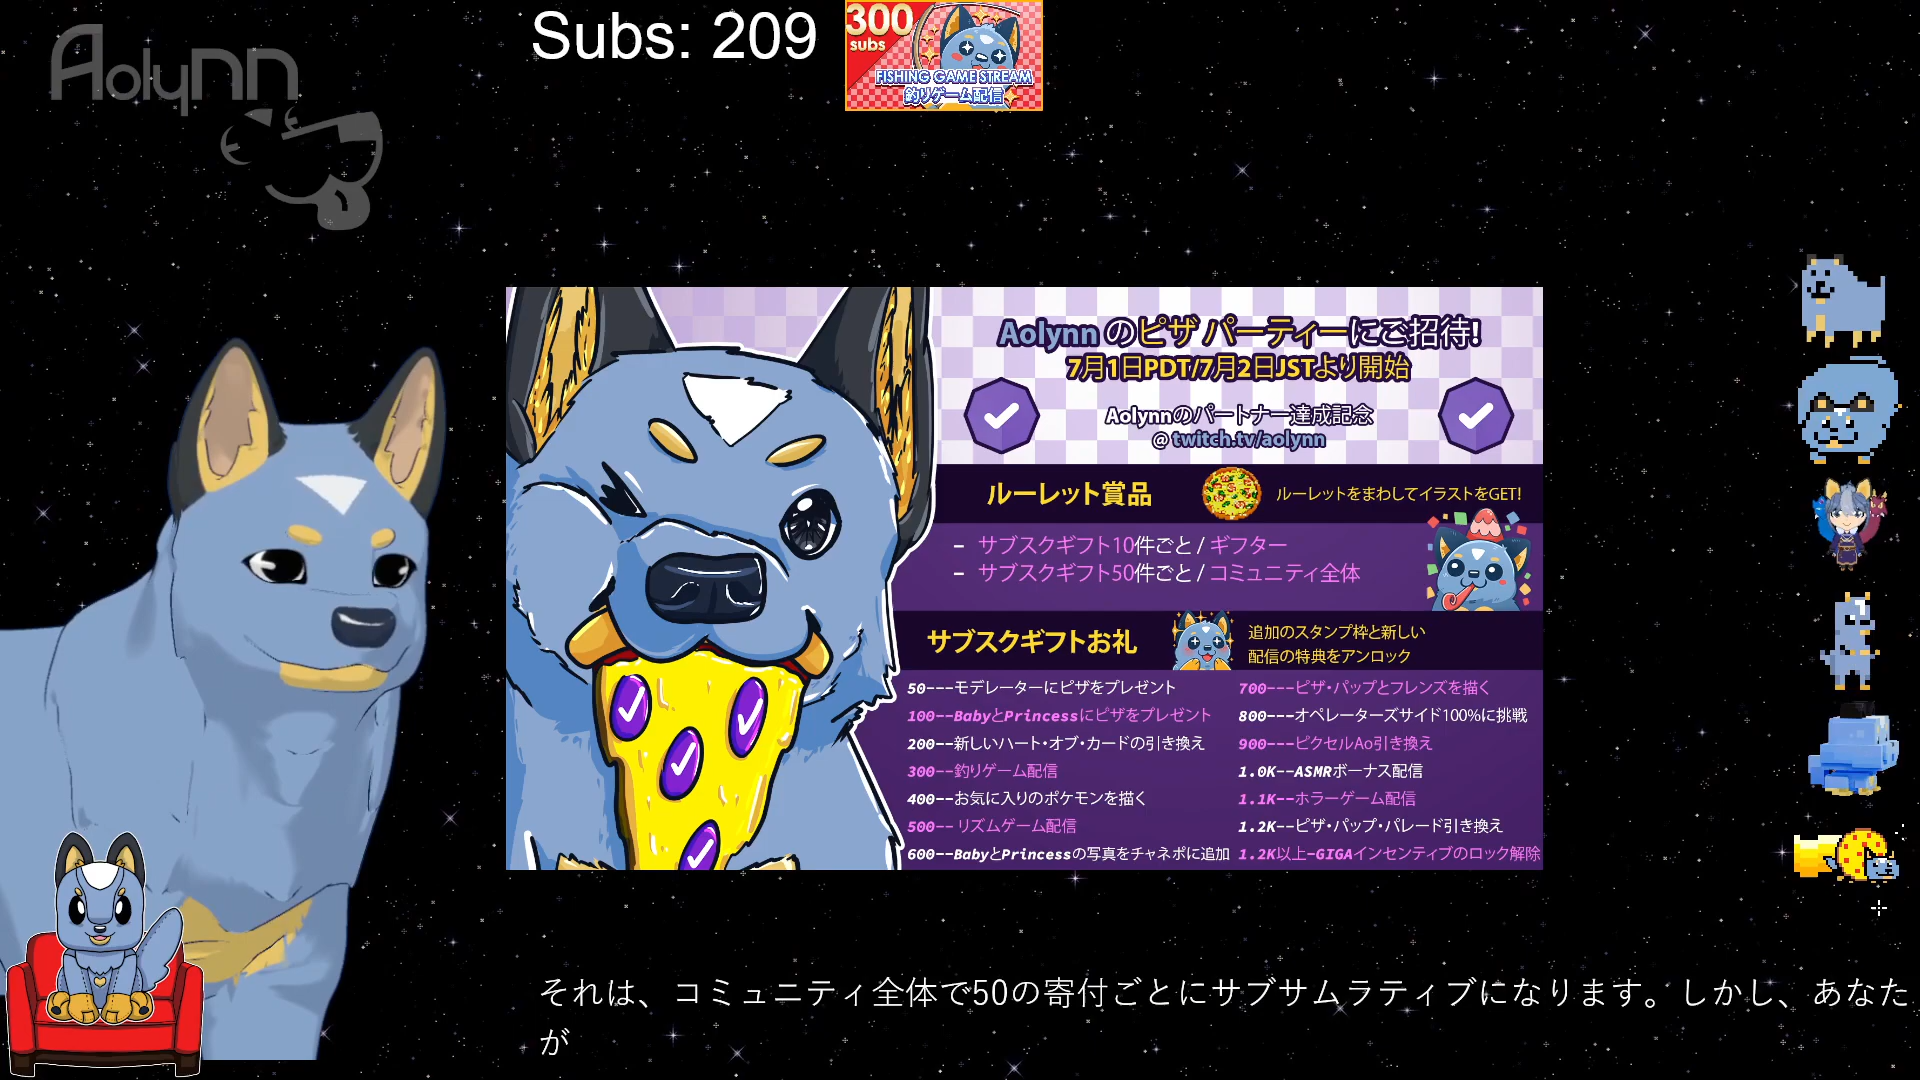 Aolynn
Subs: 209
300
subs
FISHING GAME STREAM
釣りゲーム配信
Aolynn のピザ パーティーにご招待!
7月1日PDT/7月2日JSTより開始
Aolynnのパートナー達成記念
@ twitch.tv/aolynn
ルーレット賞品
ルーレットをまわしてイラストをGET!
- サブスクギフト10件ごと / ギフター
- サブスクギフト50件ごと / コミュニティ全体
サブスクギフトお礼
追加のスタンプ枠と新しい
配信の特典をアンロック
50---モデレーターにピザをプレゼント
100--BabyとPrincessにピザをプレゼント
200--新しいハート・オブ・カードの引き換え
300--釣りゲーム配信
400--お気に入りのポケモンを描く
500-- リズムゲーム配信
600--BabyとPrincessの写真をチャネポに追加
700---ピザ・パップとフレンズを描く
800---オペレーターズサイド100%に挑戦
900---ピクセルAo引き換え
1.0K--ASMRボーナス配信
1.1K--ホラーゲーム配信
1.2K--ピザ・パップ・パレード引き換え
1.2K以上-GIGAインセンティブのロック解除
それは、コミュニティ全体で50の寄付ごとにサブサムラティブになります。しかし、あなた
が